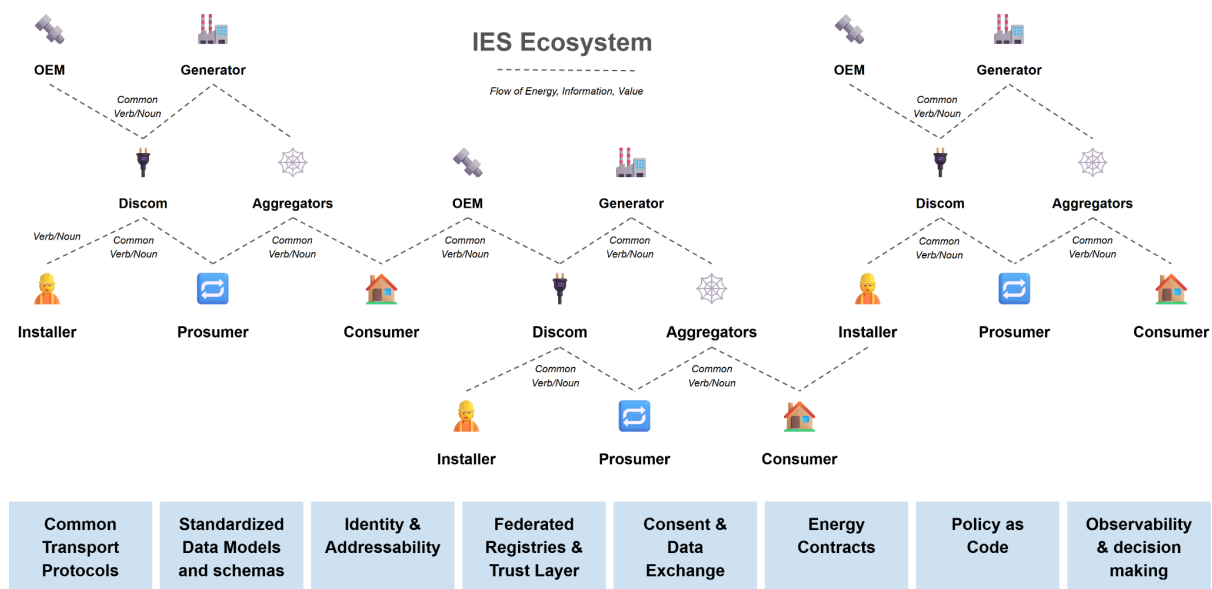 IES Ecosystem
Flow of Energy, Information, Value
OEM
Generator
OEM
Generator
Common
Verb/Noun
Common
Verb/Noun
Discom
Aggregators
OEM
Generator
Discom
Aggregators
Verb/Noun
Common
Verb/Noun
Common
Verb/Noun
Common
Verb/Noun
Common
Verb/Noun
Common
Verb/Noun
Common
Verb/Noun
Installer
Prosumer
Consumer
Discom
Aggregators
Installer
Prosumer
Consumer
Common
Verb/Noun
Common
Verb/Noun
Installer
Prosumer
Consumer
Common
Transport
Protocols
Standardized
Data Models
and schemas
Identity &
Addressability
Federated
Registries &
Trust Layer
Consent &
Data
Exchange
Energy
Contracts
Policy as
Code
Observability
& decision
making